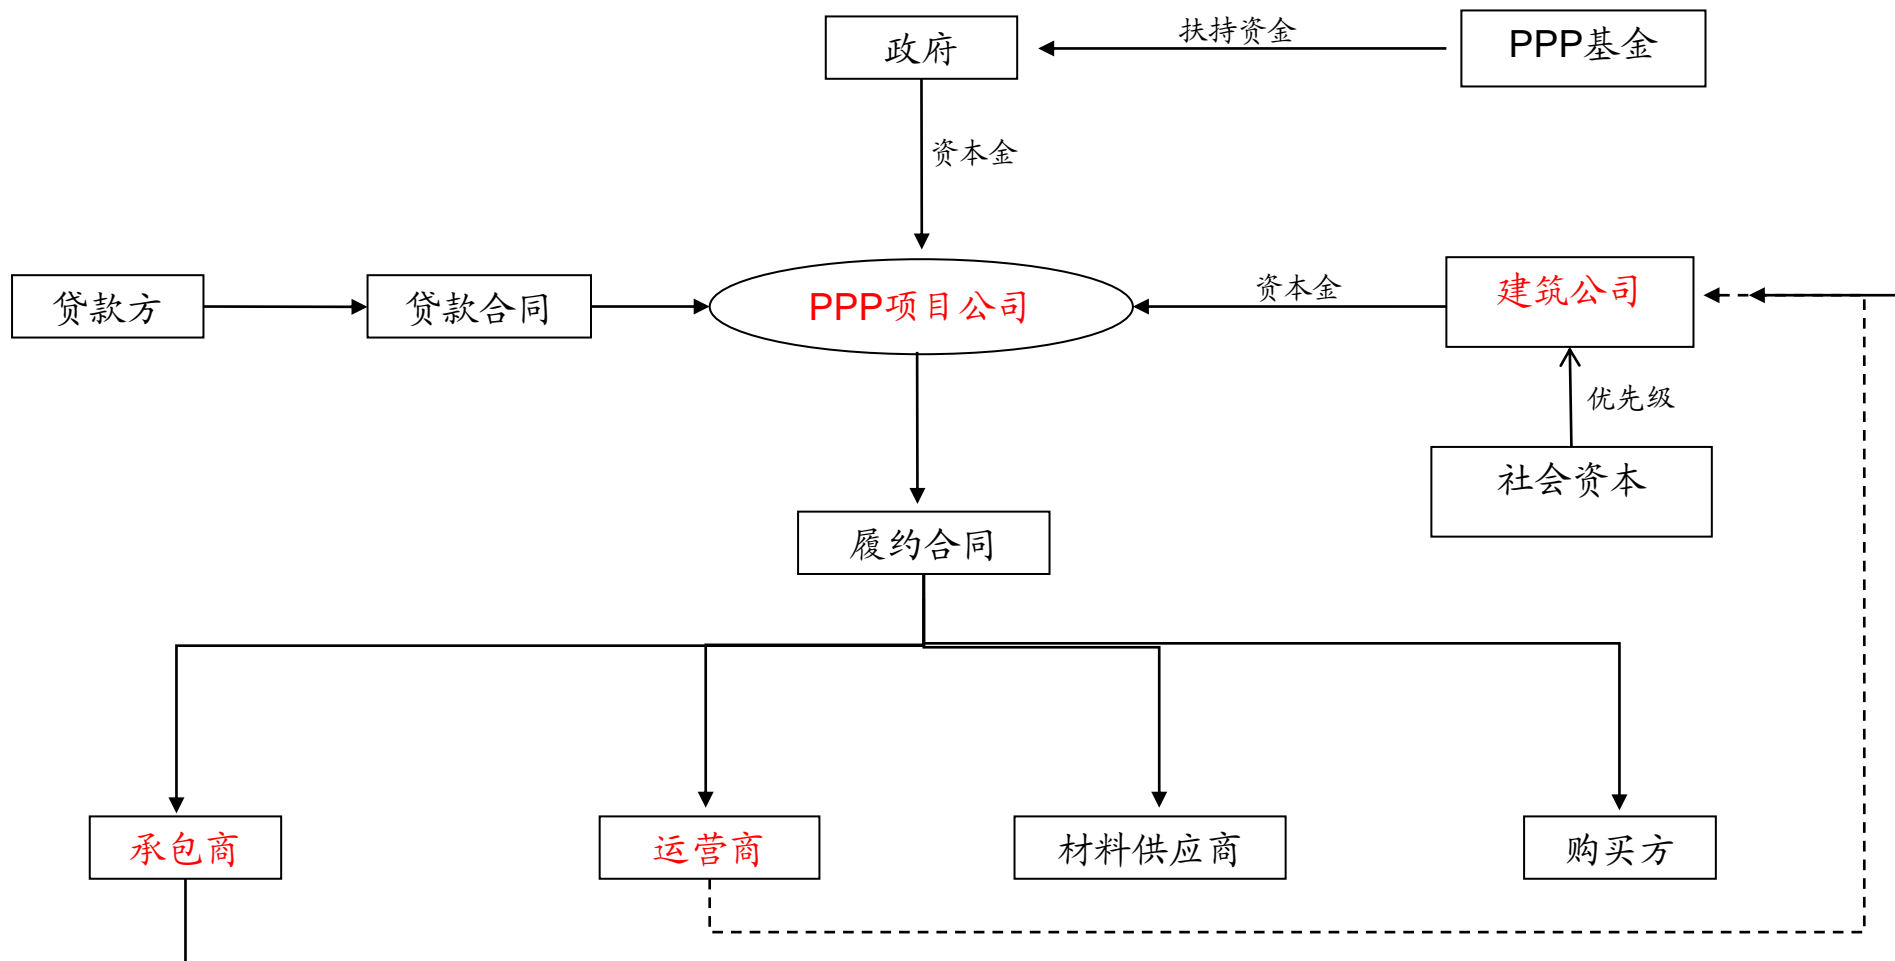 政府
扶持资金
PPP基金
资本金
贷款方
贷款合同
PPP项目公司
资本金
建筑公司
优先级
社会资本
履约合同
承包商
运营商
材料供应商
购买方